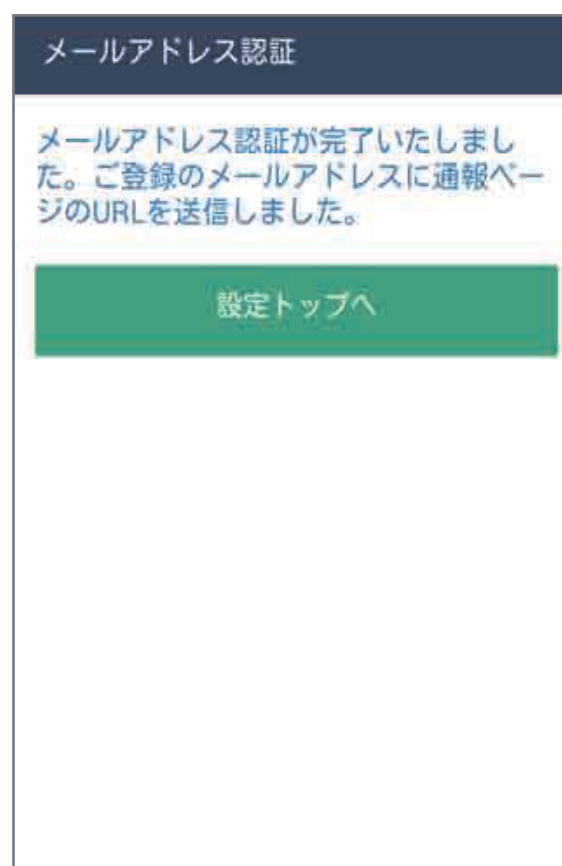 メールアドレス認証
メールアドレス認証が完了いたしまし
た。ご登録のメールアドレスに通報ペー
ジのURLを送信しました。
設定トップへ